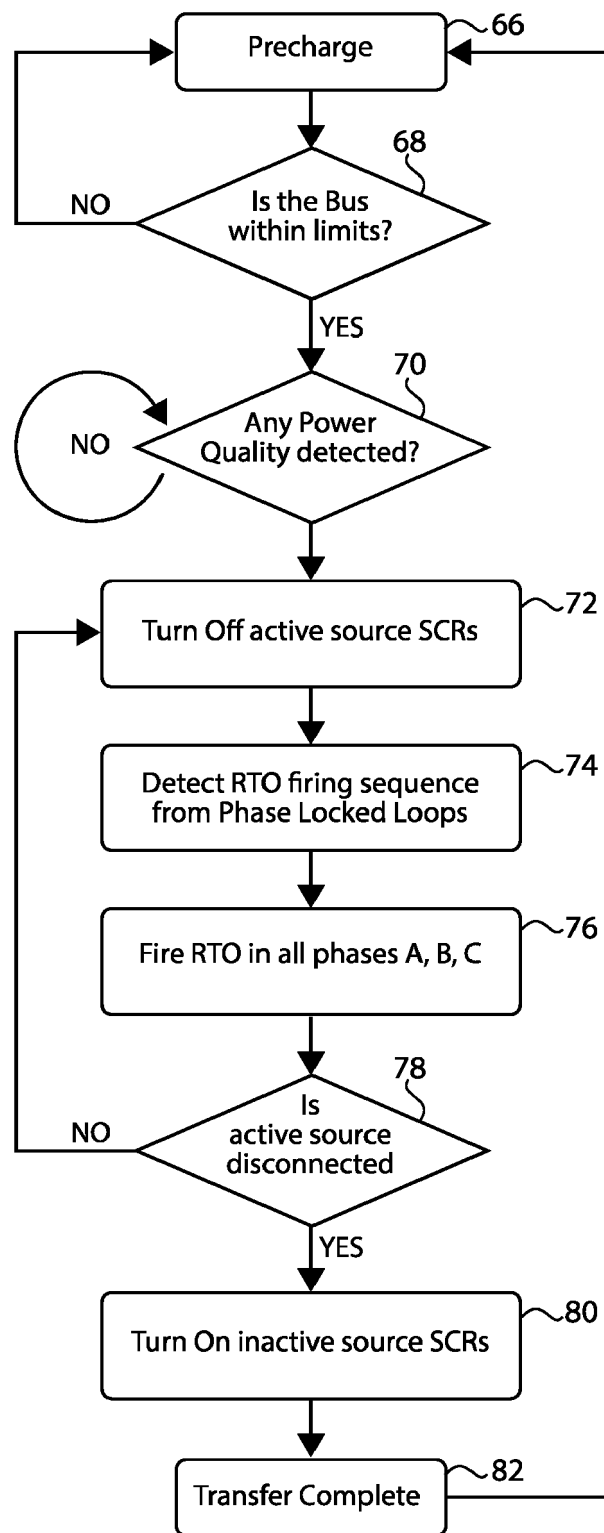 Precharge
66
68
Is the Bus
within limits?
NO
YES
70
Any Power
Quality detected?
NO
72
Turn Off active source SCRs
74
Detect RTO firing sequence
from Phase Locked Loops
76
Fire RTO in all phases A, B, C
78
Is
active source
disconnected
NO
YES
80
Turn On inactive source SCRs
82
Transfer Complete